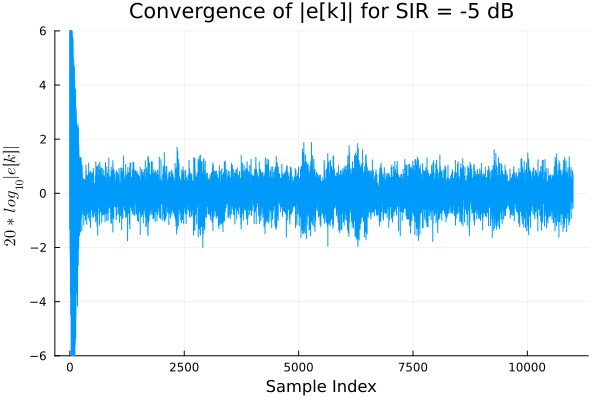 Convergence of |e[k]| for SIR = -5 dB
20 * log₁₀|e[k]|
6
4
2
0
−2
−4
−6
0 2500 5000 7500 10000
Sample Index